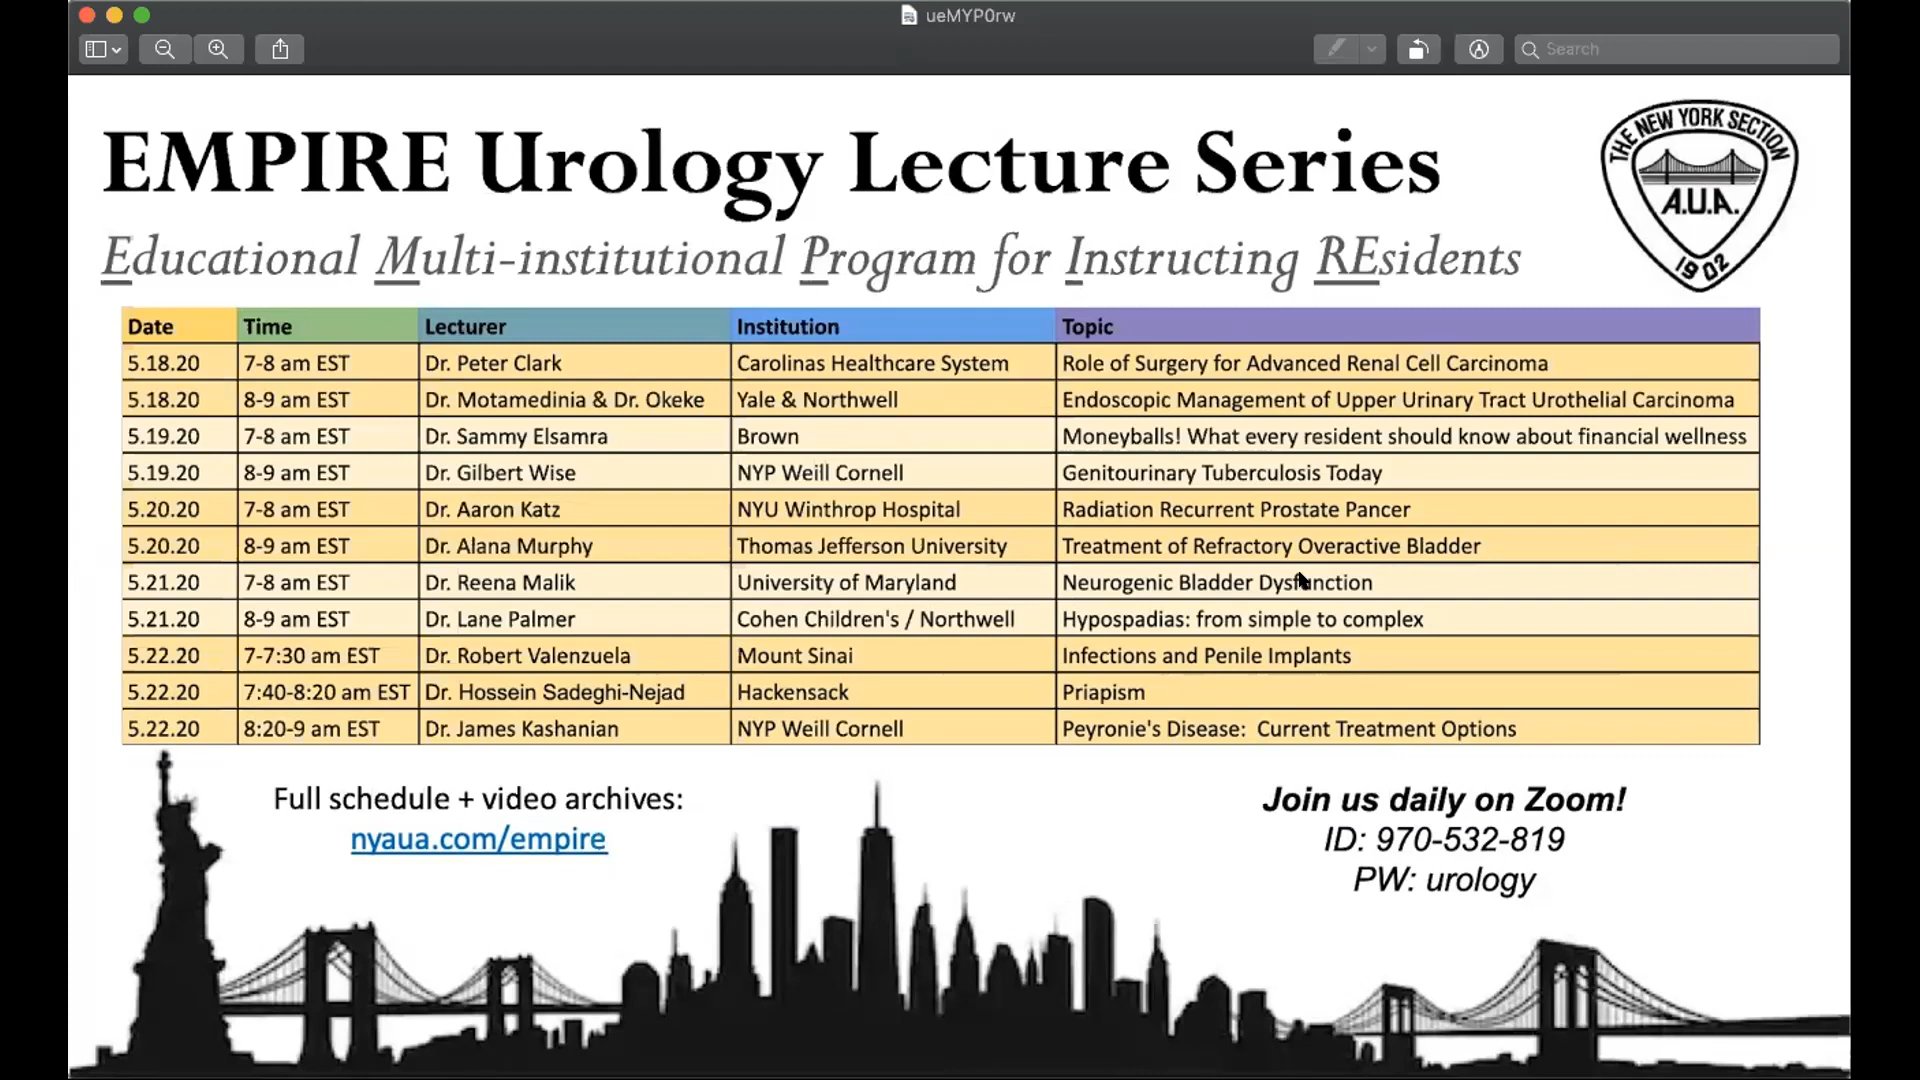 ueMYP0rw
Search
EMPIRE Urology Lecture Series
Educational Multi-institutional Program for Instructing REsidents
THE NEW YORK SECTION
A.U.A.
1902
Date Time Lecturer Institution Topic
5.18.20 7-8 am EST Dr. Peter Clark Carolinas Healthcare System Role of Surgery for Advanced Renal Cell Carcinoma
5.18.20 8-9 am EST Dr. Motamedinia & Dr. Okeke Yale & Northwell Endoscopic Management of Upper Urinary Tract Urothelial Carcinoma
5.19.20 7-8 am EST Dr. Sammy Elsamra Brown Moneyballs! What every resident should know about financial wellness
5.19.20 8-9 am EST Dr. Gilbert Wise NYP Weill Cornell Genitourinary Tuberculosis Today
5.20.20 7-8 am EST Dr. Aaron Katz NYU Winthrop Hospital Radiation Recurrent Prostate Pancer
5.20.20 8-9 am EST Dr. Alana Murphy Thomas Jefferson University Treatment of Refractory Overactive Bladder
5.21.20 7-8 am EST Dr. Reena Malik University of Maryland Neurogenic Bladder Dysfunction
5.21.20 8-9 am EST Dr. Lane Palmer Cohen Children's / Northwell Hypospadias: from simple to complex
5.22.20 7-7:30 am EST Dr. Robert Valenzuela Mount Sinai Infections and Penile Implants
5.22.20 7:40-8:20 am EST Dr. Hossein Sadeghi-Nejad Hackensack Priapism
5.22.20 8:20-9 am EST Dr. James Kashanian NYP Weill Cornell Peyronie's Disease: Current Treatment Options
Full schedule + video archives:
nyaua.com/empire
Join us daily on Zoom!
ID: 970-532-819
PW: urology